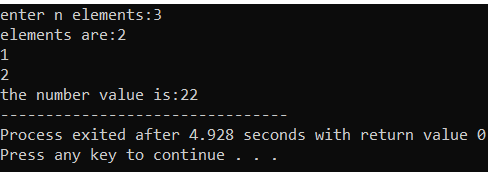 enter n elements:3
elements are:2
1
2
the number value is:22
--------------------------------
Process exited after 4.928 seconds with return value 0
Press any key to continue . . .